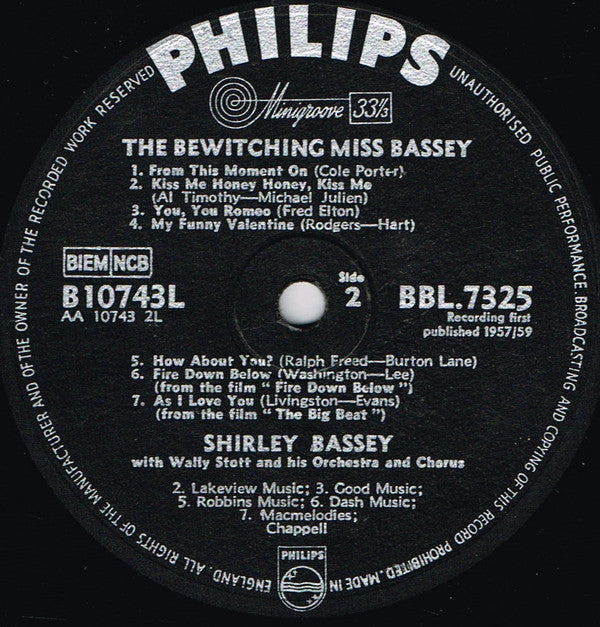 PHILIPS
Minigroove 33⅓
THE BEWITCHING MISS BASSEY
1. From This Moment On (Cole Porter)
2. Kiss Me Honey Honey, Kiss Me
(Al Timothy—Michael Julien)
3. You, You Romeo (Fred Elton)
4. My Funny Valentine (Rodgers—Hart)
BIEM NCB
B10743L
AA 10743 2L
Side
2
BBL.7325
Recording first
published 1957/59
5. How About You? (Ralph Freed—Burton Lane)
6. Fire Down Below (Washington—Lee)
(from the film "Fire Down Below")
7. As I Love You (Livingston—Evans)
(from the film "The Big Beat")
SHIRLEY BASSEY
with Wally Stott and his Orchestra and Chorus
2. Lakeview Music; 3. Good Music;
5. Robbins Music; 6. Dash Music;
7. Macmelodies;
Chappell
PHILIPS
ALL RIGHTS OF THE MANUFACTURER AND OF THE OWNER OF THE RECORDED WORK RESERVED
UNAUTHORISED PUBLIC PERFORMANCE, BROADCASTING AND COPYING OF THIS RECORD PROHIBITED. MADE IN ENGLAND.